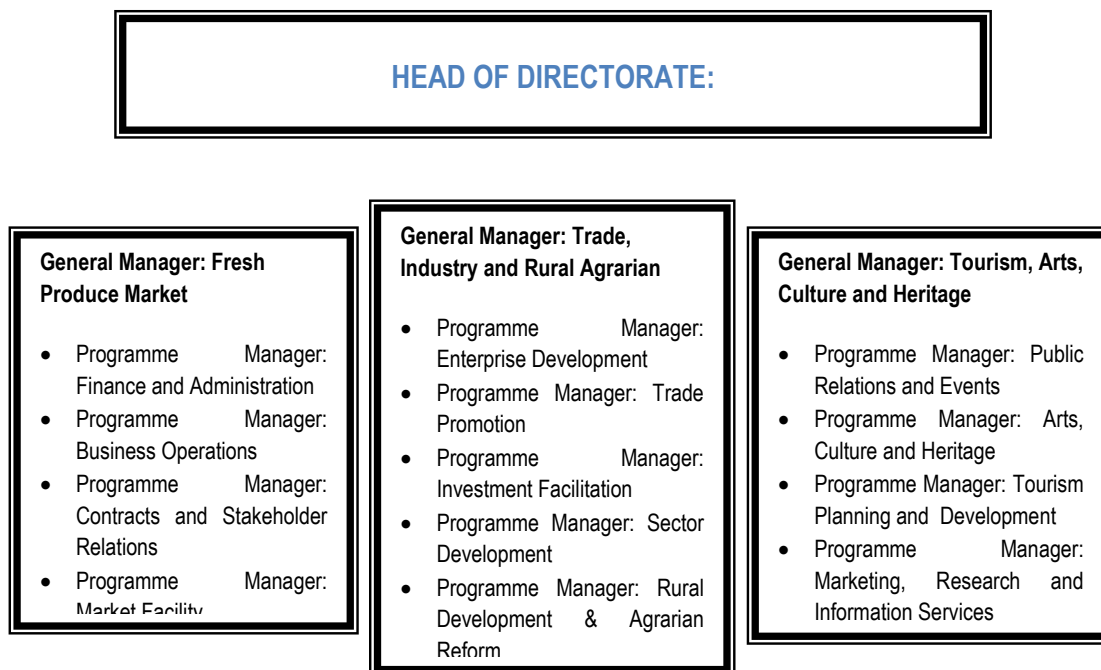 HEAD OF DIRECTORATE:
General Manager: Fresh
Produce Market
• Programme Manager:
Finance and Administration
• Programme Manager:
Business Operations
• Programme Manager:
Contracts and Stakeholder
Relations
• Programme Manager:
Market Facility
General Manager: Trade,
Industry and Rural Agrarian
• Programme Manager:
Enterprise Development
• Programme Manager: Trade
Promotion
• Programme Manager:
Investment Facilitation
• Programme Manager: Sector
Development
• Programme Manager: Rural
Development & Agrarian
Reform
General Manager: Tourism, Arts,
Culture and Heritage
• Programme Manager: Public
Relations and Events
• Programme Manager: Arts,
Culture and Heritage
• Programme Manager: Tourism
Planning and Development
• Programme Manager:
Marketing, Research and
Information Services